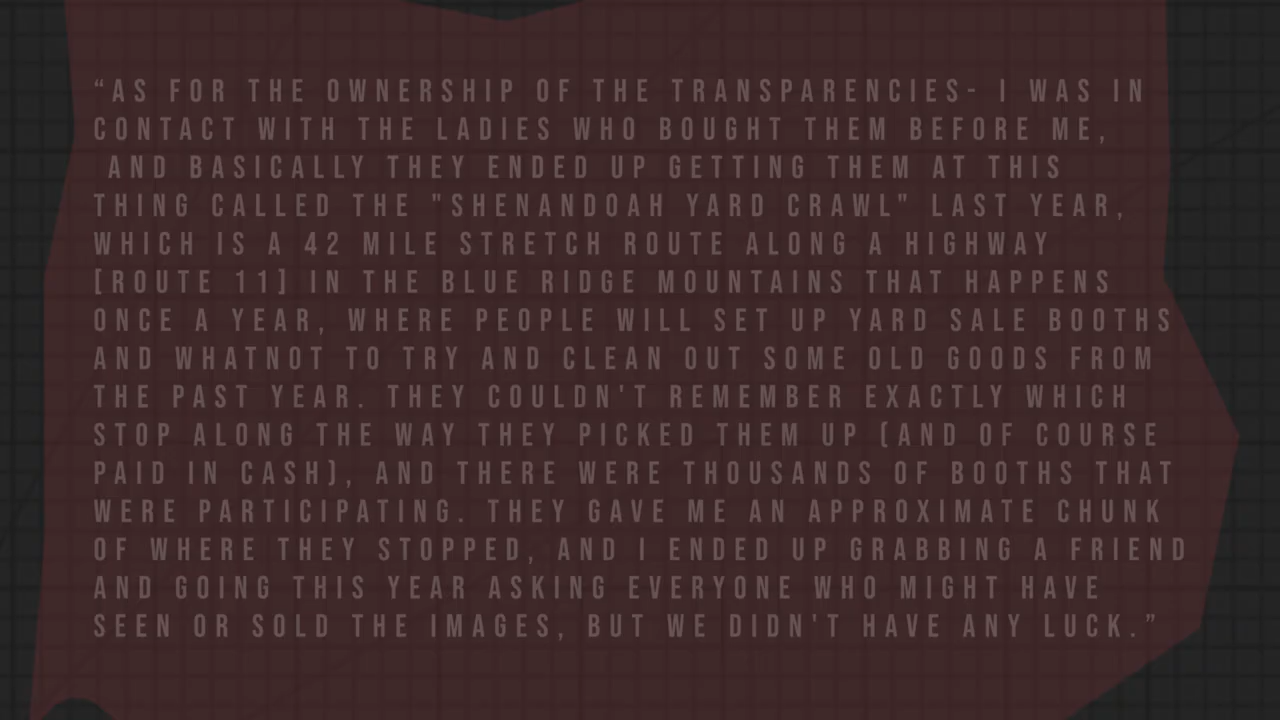 “AS FOR THE OWNERSHIP OF THE TRANSPARENCIES- I WAS IN
CONTACT WITH THE LADIES WHO BOUGHT THEM BEFORE ME,
AND BASICALLY THEY ENDED UP GETTING THEM AT THIS
THING CALLED THE "SHENANDOAH YARD CRAWL" LAST YEAR,
WHICH IS A 42 MILE STRETCH ROUTE ALONG A HIGHWAY
[ROUTE 11] IN THE BLUE RIDGE MOUNTAINS THAT HAPPENS
ONCE A YEAR, WHERE PEOPLE WILL SET UP YARD SALE BOOTHS
AND WHATNOT TO TRY AND CLEAN OUT SOME OLD GOODS FROM
THE PAST YEAR. THEY COULDN'T REMEMBER EXACTLY WHICH
STOP ALONG THE WAY THEY PICKED THEM UP (AND OF COURSE
PAID IN CASH), AND THERE WERE THOUSANDS OF BOOTHS THAT
WERE PARTICIPATING. THEY GAVE ME AN APPROXIMATE CHUNK
OF WHERE THEY STOPPED, AND I ENDED UP GRABBING A FRIEND
AND GOING THIS YEAR ASKING EVERYONE WHO MIGHT HAVE
SEEN OR SOLD THE IMAGES, BUT WE DIDN'T HAVE ANY LUCK.”